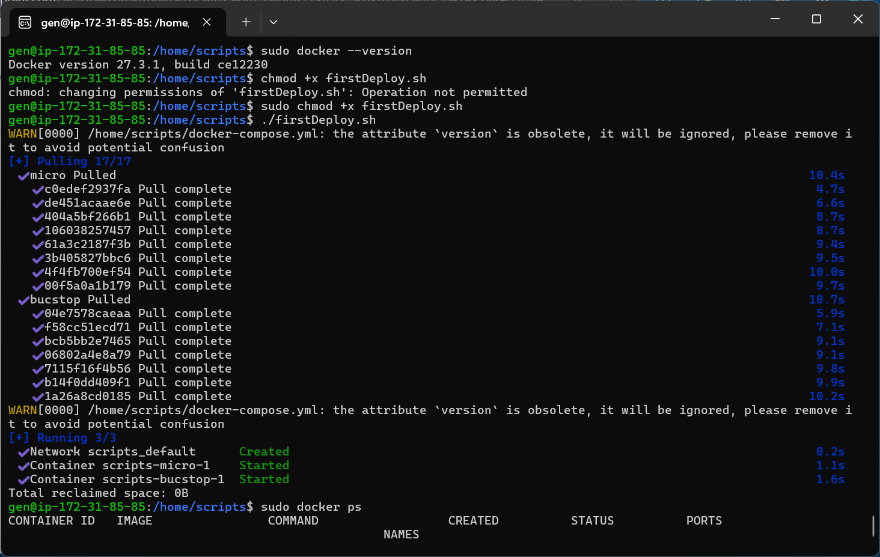 gen@ip-172-31-85-85: /home,
gen@ip-172-31-85-85:/home/scripts$ sudo docker --version
Docker version 27.3.1, build ce12230
gen@ip-172-31-85-85:/home/scripts$ chmod +x firstDeploy.sh
chmod: changing permissions of 'firstDeploy.sh': Operation not permitted
gen@ip-172-31-85-85:/home/scripts$ sudo chmod +x firstDeploy.sh
gen@ip-172-31-85-85:/home/scripts$ ./firstDeploy.sh
WARN[0000] /home/scripts/docker-compose.yml: the attribute `version` is obsolete, it will be ignored, please remove i
t to avoid potential confusion
[+] Pulling 17/17
✔micro Pulled 10.4s
✔c0edef2937fa Pull complete 4.7s
✔de451acaae6e Pull complete 6.6s
✔404a5bf266b1 Pull complete 8.7s
✔106038257457 Pull complete 8.7s
✔61a3c2187f3b Pull complete 9.4s
✔3b405827bbc6 Pull complete 9.5s
✔4f4fb700ef54 Pull complete 10.0s
✔00f5a0a1b179 Pull complete 9.7s
✔bucstop Pulled 10.7s
✔04e7578caeaa Pull complete 5.9s
✔f58cc51ecd71 Pull complete 7.1s
✔bcb5bb2e7465 Pull complete 9.1s
✔06802a4e8a79 Pull complete 9.1s
✔7115f16f4b56 Pull complete 9.8s
✔b14f0dd409f1 Pull complete 9.9s
✔1a26a8cd0185 Pull complete 10.2s
WARN[0000] /home/scripts/docker-compose.yml: the attribute `version` is obsolete, it will be ignored, please remove i
t to avoid potential confusion
[+] Running 3/3
✔Network scripts_default Created 0.2s
✔Container scripts-micro-1 Started 1.1s
✔Container scripts-bucstop-1 Started 1.6s
Total reclaimed space: 0B
gen@ip-172-31-85-85:/home/scripts$ sudo docker ps
CONTAINER ID IMAGE COMMAND CREATED STATUS PORTS
NAMES